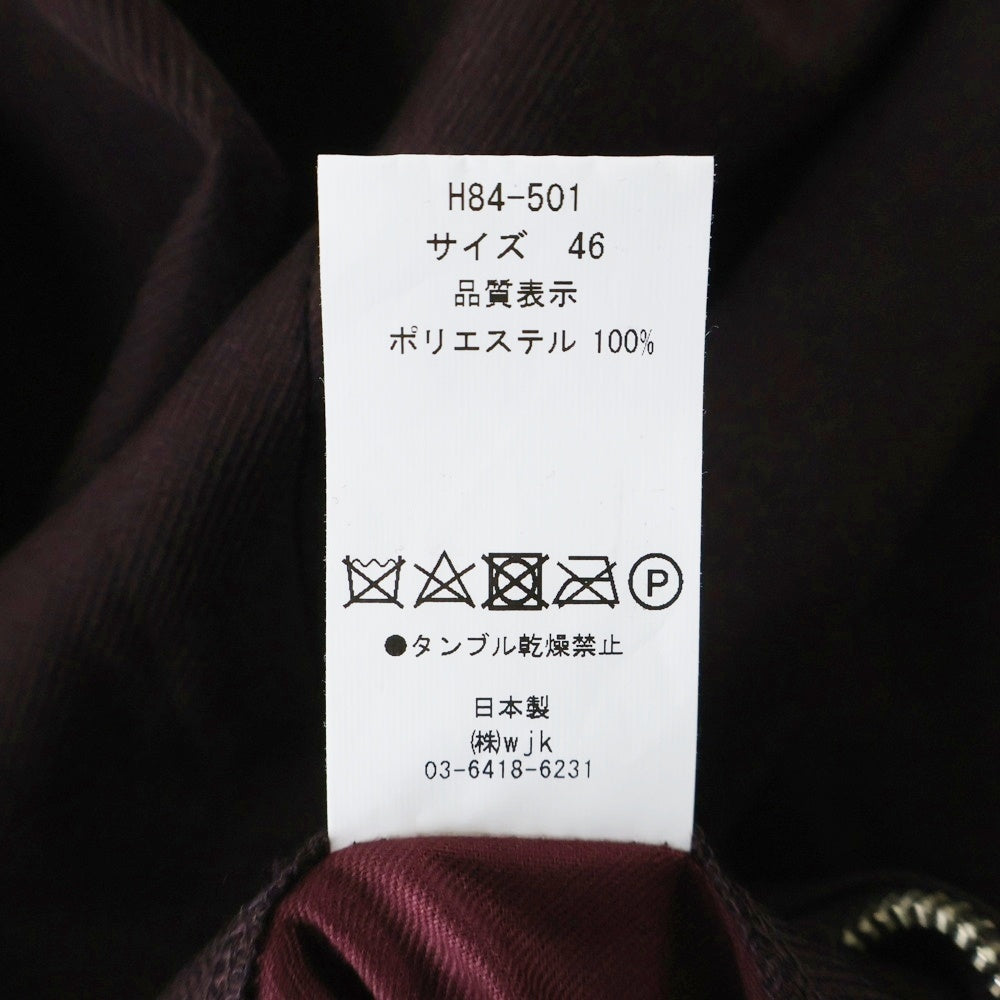 H84-501
サイズ　46
品質表示
ポリエステル 100%
P
●タンブル乾燥禁止
日本製
㈱wjk
03-6418-6231